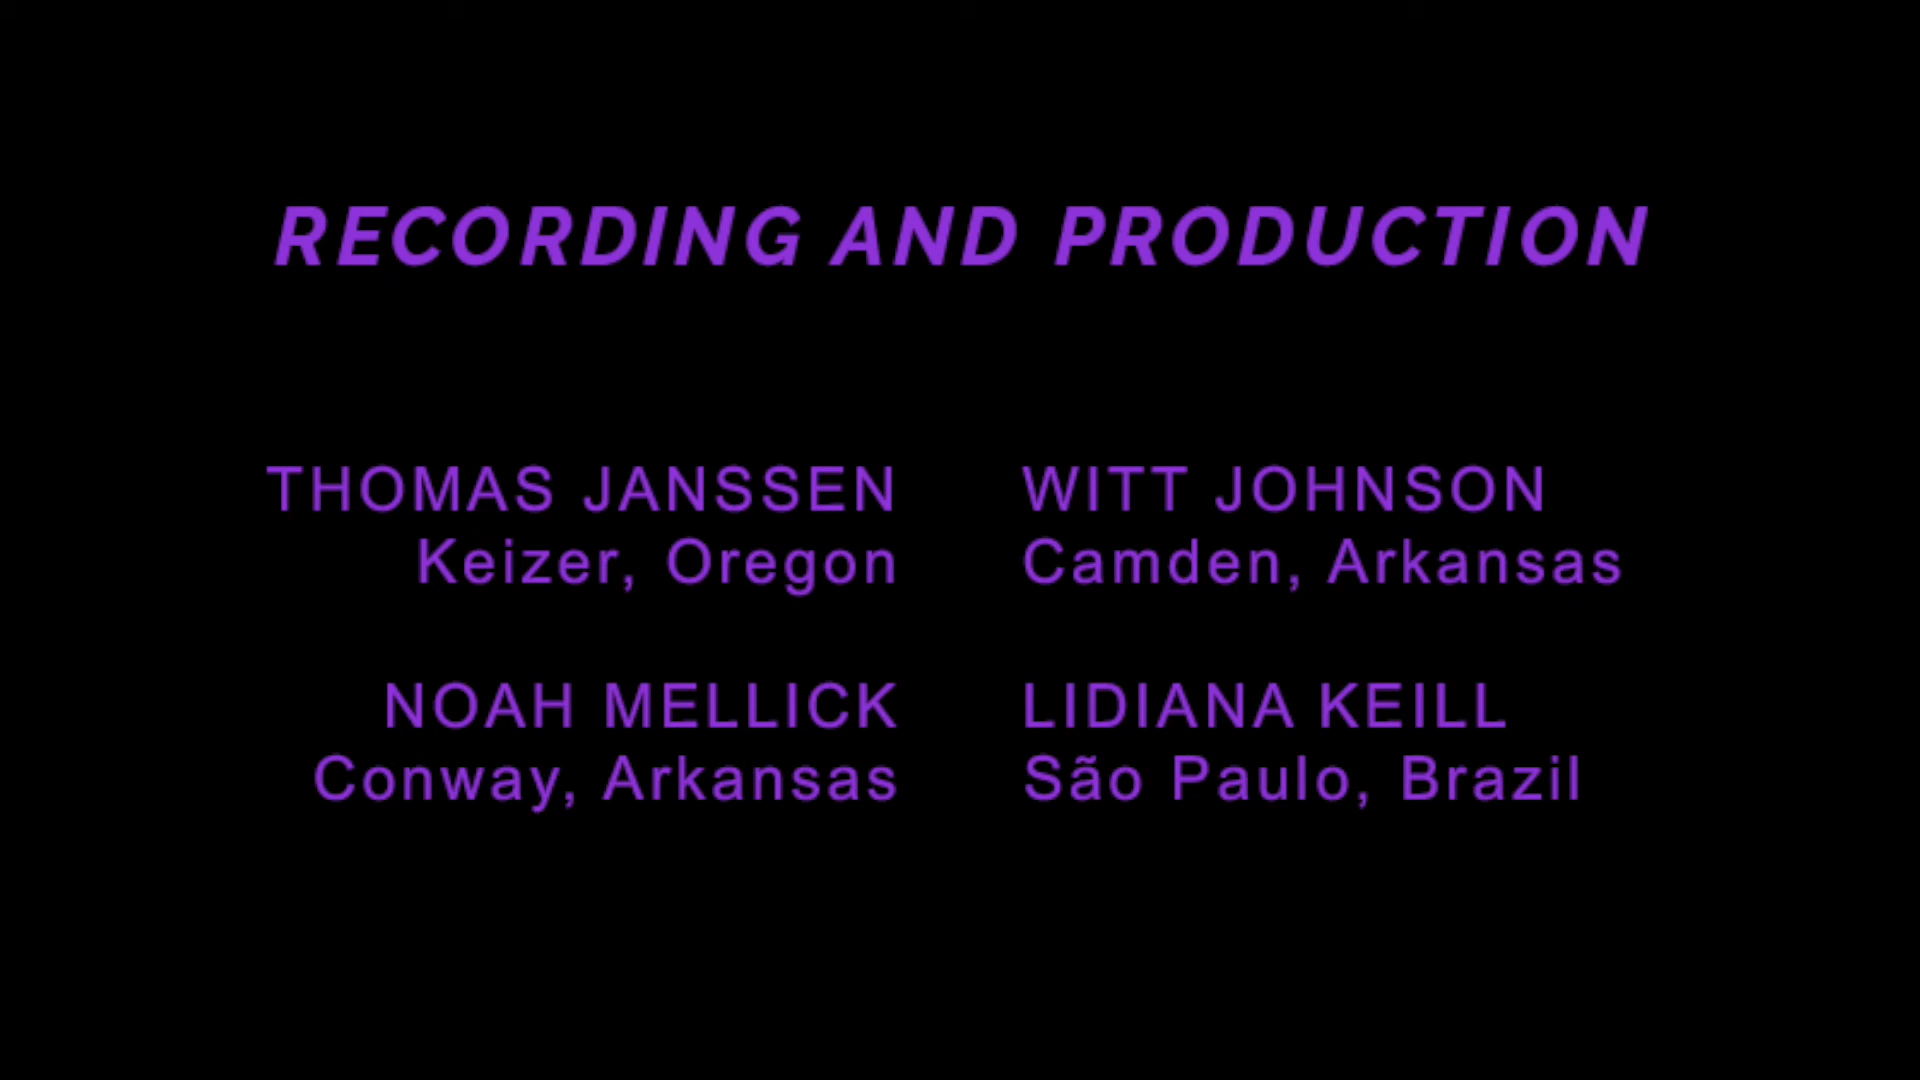 RECORDING AND PRODUCTION
THOMAS JANSSEN
Keizer, Oregon
WITT JOHNSON
Camden, Arkansas
NOAH MELLICK
Conway, Arkansas
LIDIANA KEILL
São Paulo, Brazil